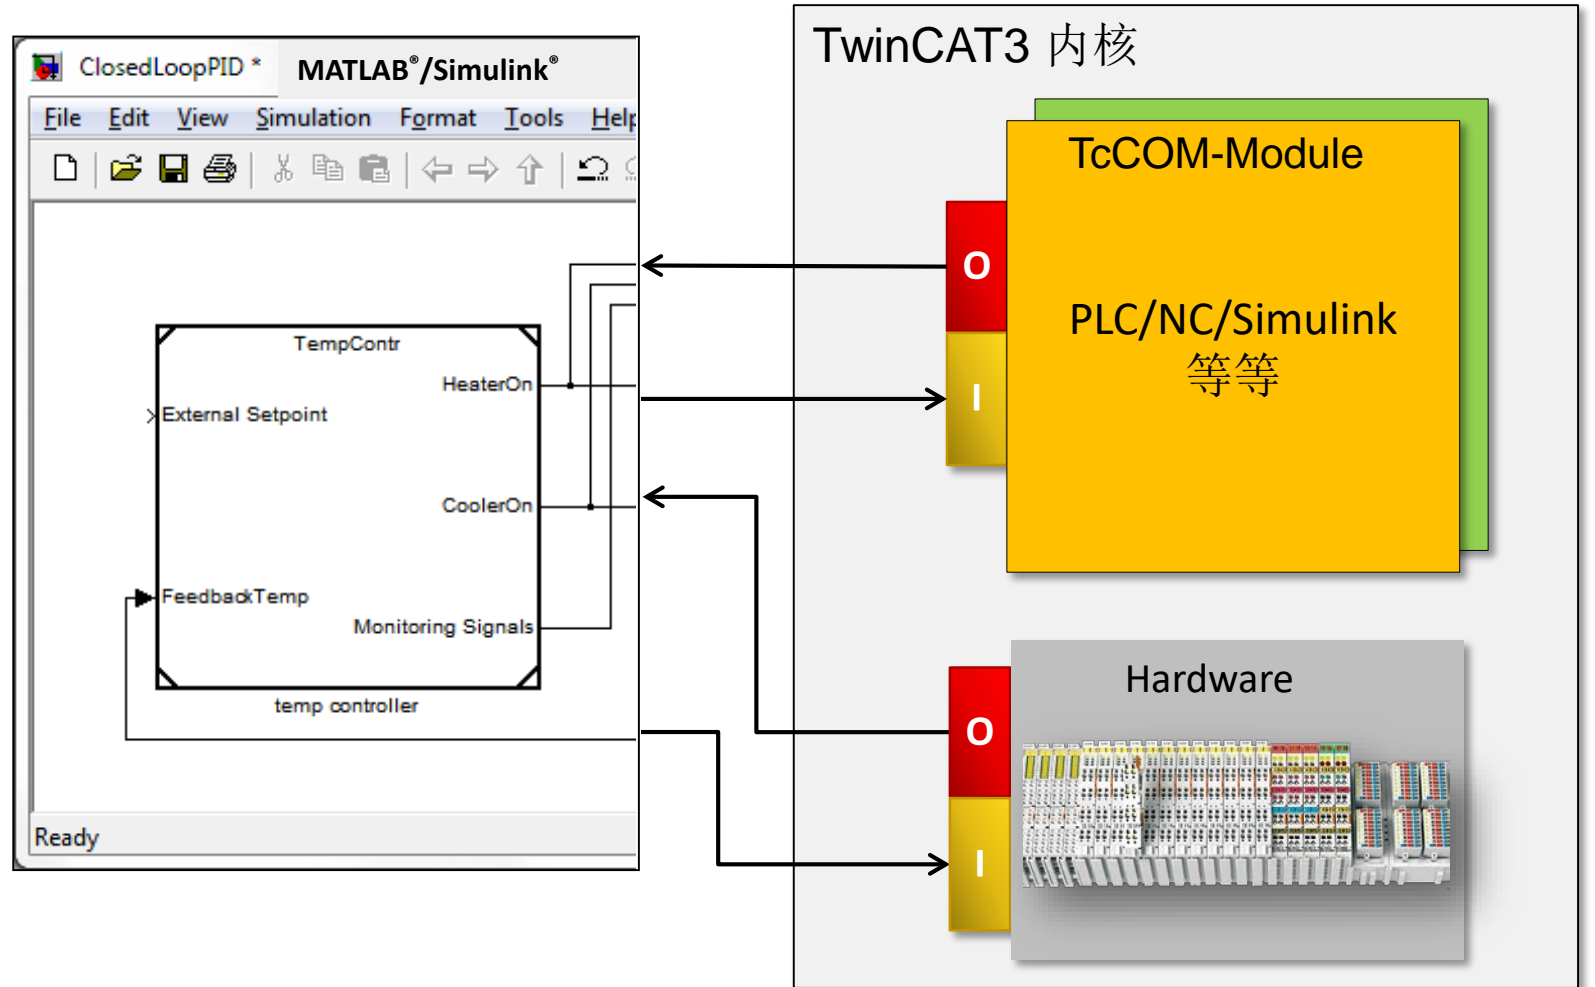 TwinCAT3 内核
ClosedLoopPID *
MATLAB®/Simulink®
File Edit View Simulation Format Tools Help
TcCOM-Module
PLC/NC/Simulink
等等
O
I
TempContr
HeaterOn
External Setpoint
CoolerOn
FeedbackTemp
Monitoring Signals
temp controller
Hardware
O
I
Ready